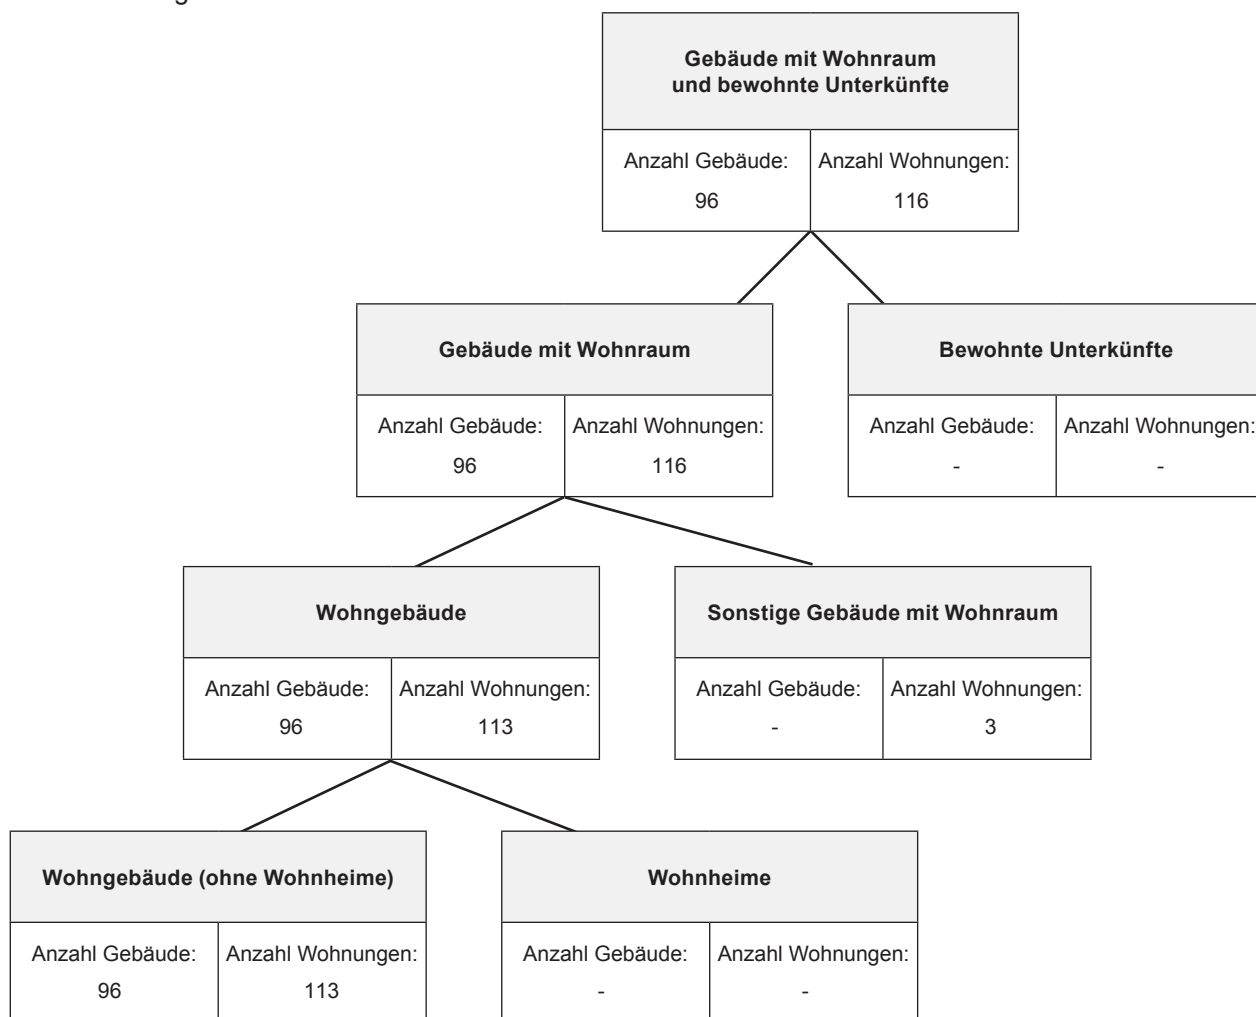 Gebäude mit Wohnraum
und bewohnte Unterkünfte
Anzahl Gebäude: Anzahl Wohnungen:
96 116
Gebäude mit Wohnraum
Anzahl Gebäude: Anzahl Wohnungen:
96 116
Bewohnte Unterkünfte
Anzahl Gebäude: Anzahl Wohnungen:
- -
Wohngebäude
Anzahl Gebäude: Anzahl Wohnungen:
96 113
Sonstige Gebäude mit Wohnraum
Anzahl Gebäude: Anzahl Wohnungen:
- 3
Wohngebäude (ohne Wohnheime)
Anzahl Gebäude: Anzahl Wohnungen:
96 113
Wohnheime
Anzahl Gebäude: Anzahl Wohnungen:
- -